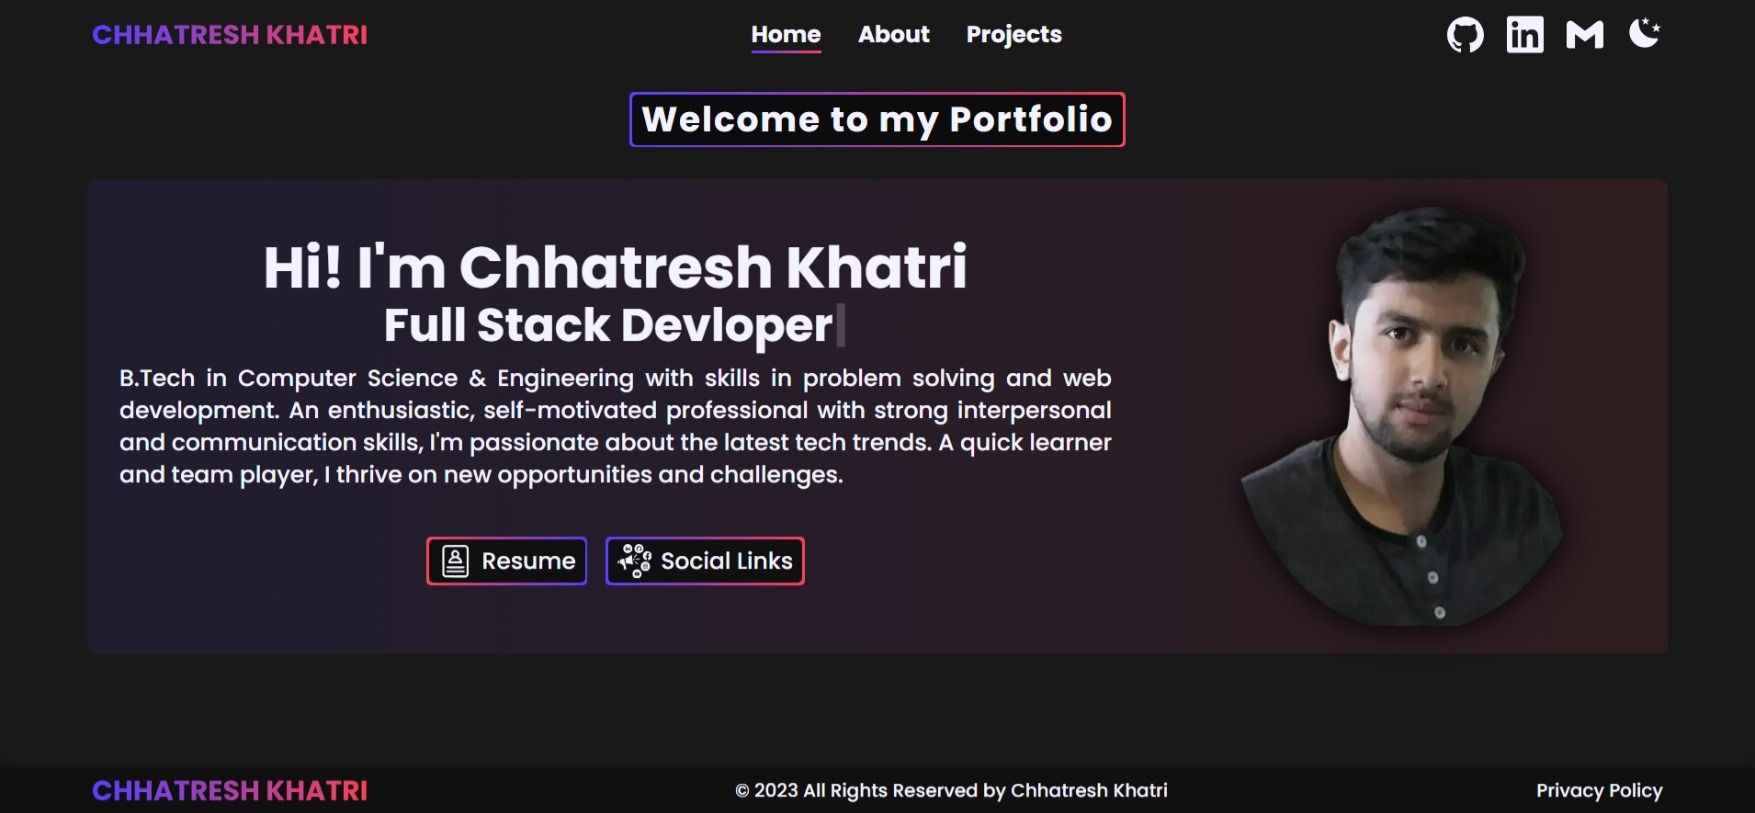 CHHATRESH KHATRI
Home About Projects
Welcome to my Portfolio
Hi! I'm Chhatresh Khatri
Full Stack Devloper
B.Tech in Computer Science & Engineering with skills in problem solving and web
development. An enthusiastic, self-motivated professional with strong interpersonal
and communication skills, I'm passionate about the latest tech trends. A quick learner
and team player, I thrive on new opportunities and challenges.
Resume Social Links
CHHATRESH KHATRI
© 2023 All Rights Reserved by Chhatresh Khatri
Privacy Policy